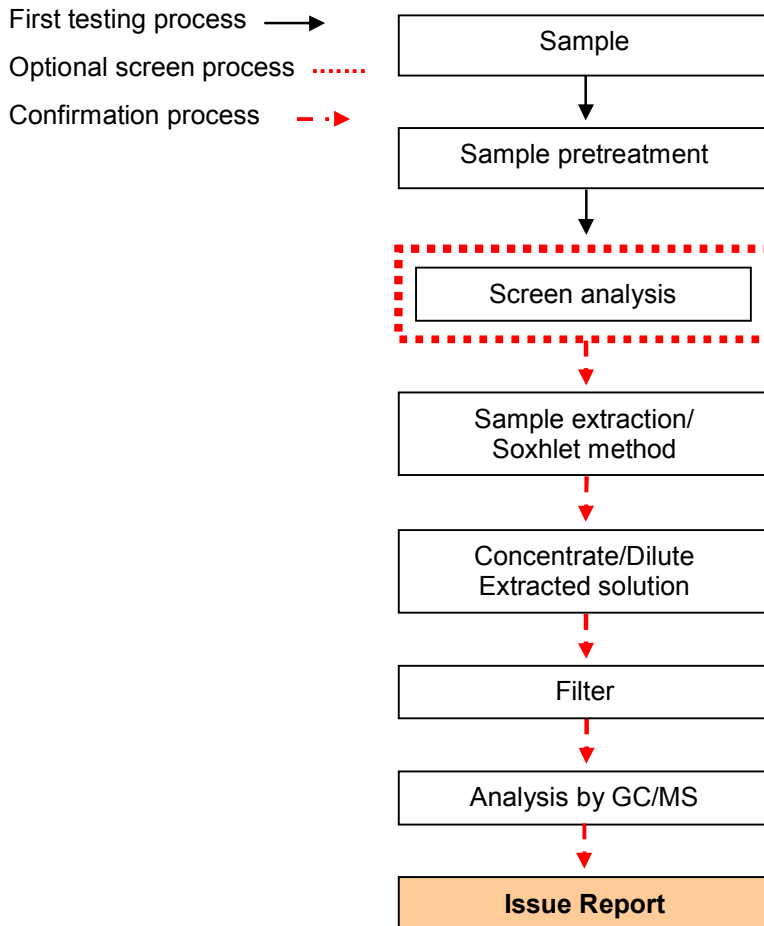 First testing process
Optional screen process
Confirmation process
Sample
Sample pretreatment
Screen analysis
Sample extraction/
Soxhlet method
Concentrate/Dilute
Extracted solution
Filter
Analysis by GC/MS
Issue Report